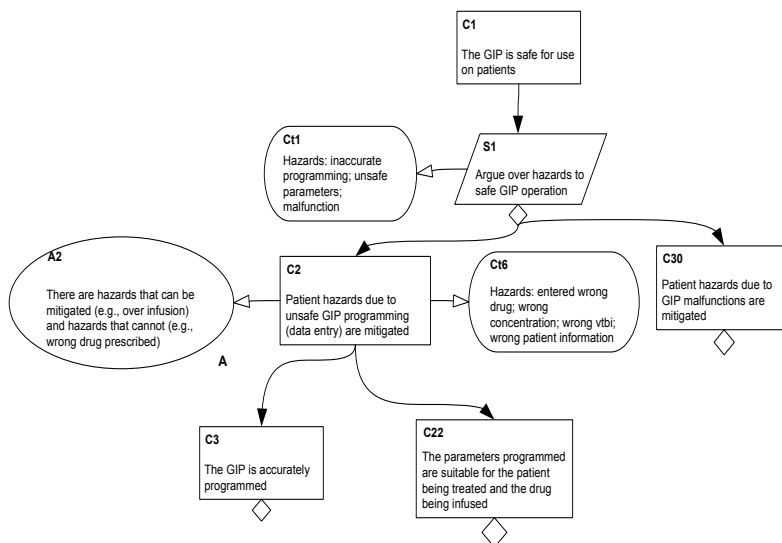 C1
The GIP is safe for use
on patients
Ct1
Hazards: inaccurate
programming; unsafe
parameters;
malfunction
S1
Argue over hazards to
safe GIP operation
A2
There are hazards that can be
mitigated (e.g., over infusion)
and hazards that cannot (e.g.,
wrong drug prescribed)
A
C2
Patient hazards due to
unsafe GIP programming
(data entry) are mitigated
Ct6
Hazards: entered wrong
drug; wrong
concentration; wrong vtbi;
wrong patient information
C30
Patient hazards due to
GIP malfunctions are
mitigated
C3
The GIP is accurately
programmed
C22
The parameters programmed
are suitable for the patient
being treated and the drug
being infused